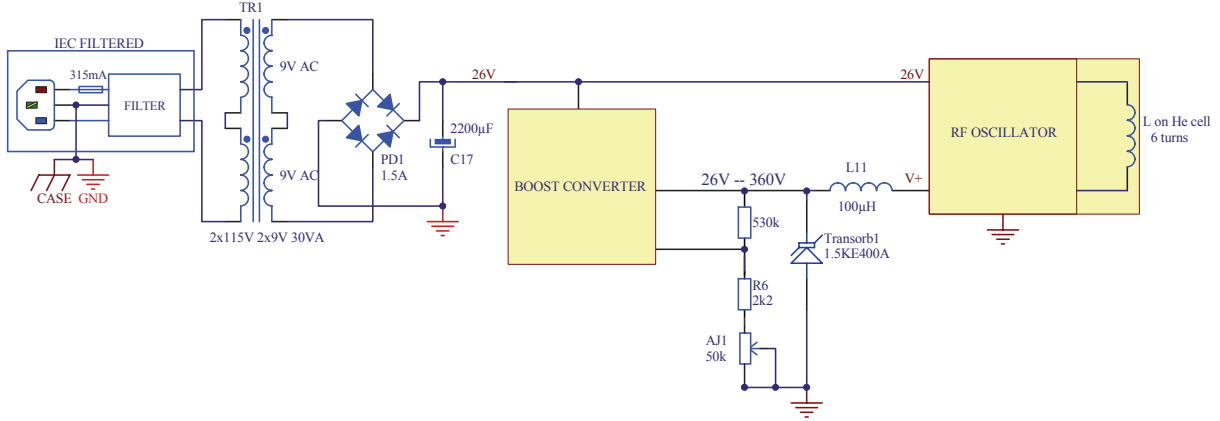 TR1
IEC FILTERED
315mA
FILTER
CASE GND
9V AC
9V AC
2x115V 2x9V 30VA
PD1
1.5A
2200µF
C17
26V
BOOST CONVERTER
26V -- 360V
530k
R6
2k2
AJ1
50k
Transorb1
1.5KE400A
L11
100µH
26V
V+
RF OSCILLATOR
L on He cell
6 turns